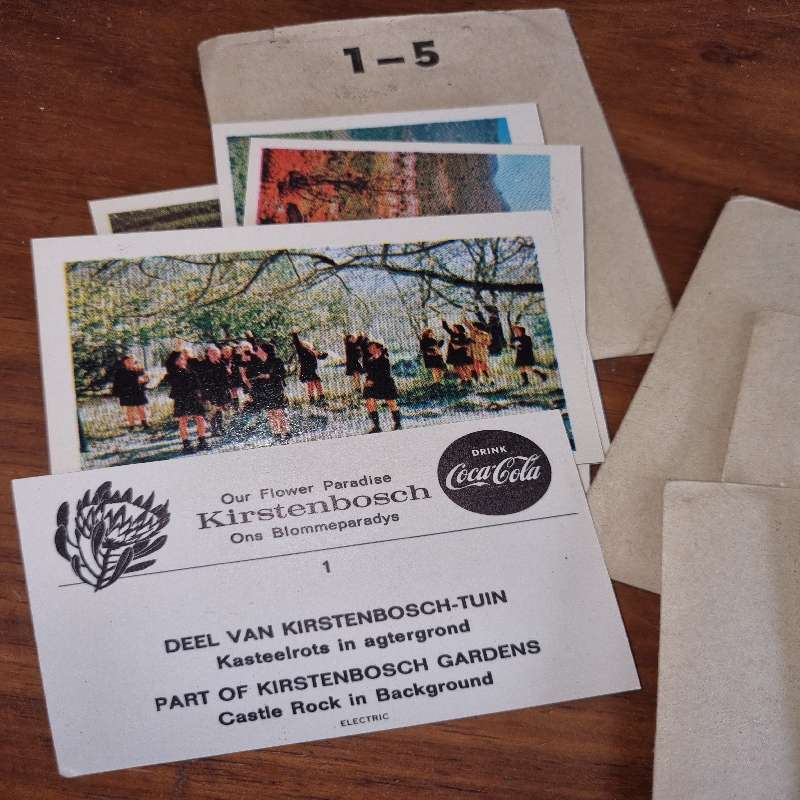 1-5
Our Flower Paradise
Kirstenbosch
Ons Blommeparadys
DRINK
Coca-Cola
1
DEEL VAN KIRSTENBOSCH-TUIN
Kasteelrots in agtergrond
PART OF KIRSTENBOSCH GARDENS
Castle Rock in Background
ELECTRIC